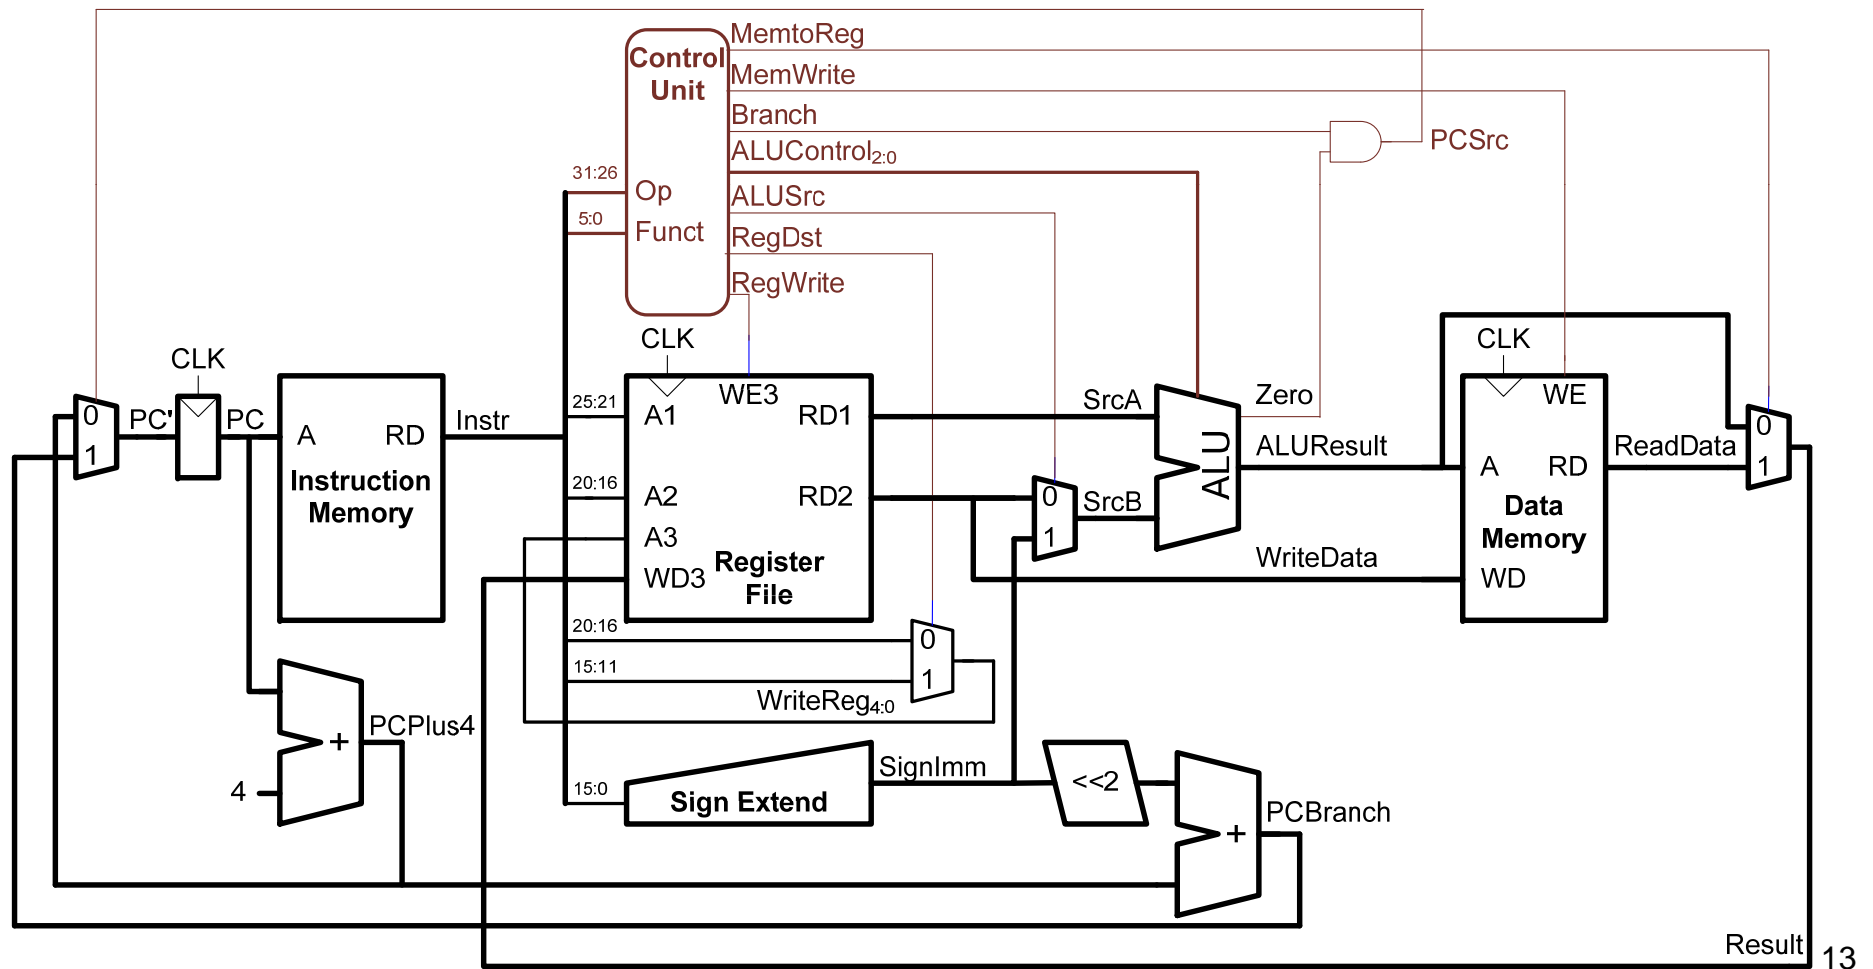 MemtoReg
Control
Unit
MemWrite
Branch
PCSrc
ALUControl2:0
31:26
Op
ALUSrc
5:0
Funct
RegDst
RegWrite
CLK
CLK
CLK
WE3
Zero
WE
0
1
PC'
PC
A
RD
Instr
25:21
A1
RD1
SrcA
ALU
ALUResult
A
RD
ReadData
0
1
Instruction
Memory
20:16
A2
RD2
0
1
SrcB
Data
Memory
A3
Register
File
WD3
WriteData
WD
20:16
0
15:11
1
WriteReg4:0
PCPlus4
+
4
SignImm
<<2
15:0
Sign Extend
PCBranch
+
Result
13